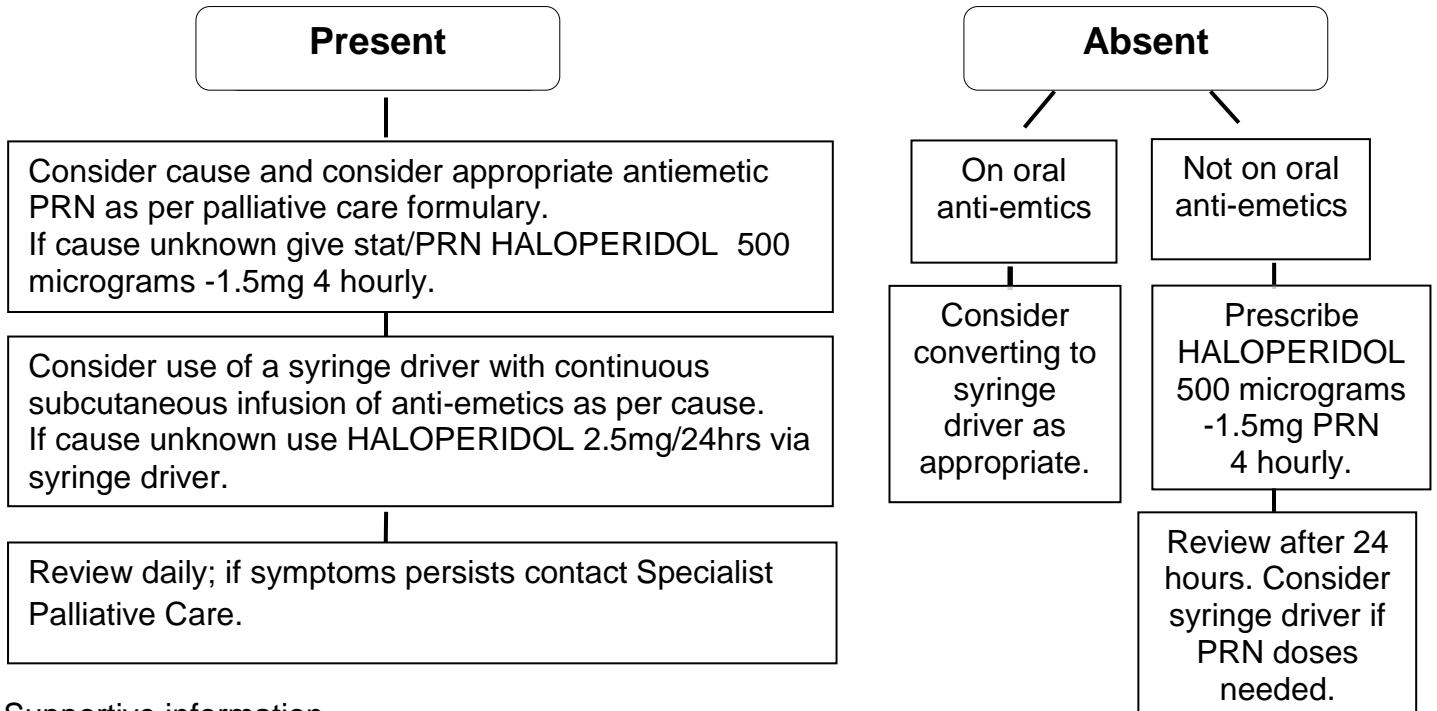 Present
Consider cause and consider appropriate antiemetic
PRN as per palliative care formulary.
If cause unknown give stat/PRN HALOPERIDOL 500
micrograms -1.5mg 4 hourly.
Consider use of a syringe driver with continuous
subcutaneous infusion of anti-emetics as per cause.
If cause unknown use HALOPERIDOL 2.5mg/24hrs via
syringe driver.
Review daily; if symptoms persists contact Specialist
Palliative Care.
Absent
On oral
anti-emtics
Consider
converting to
syringe
driver as
appropriate.
Not on oral
anti-emetics
Prescribe
HALOPERIDOL
500 micrograms
-1.5mg PRN
4 hourly.
Review after 24
hours. Consider
syringe driver if
PRN doses
needed.
Supportive information